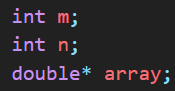 int m;
int n;
double* array;